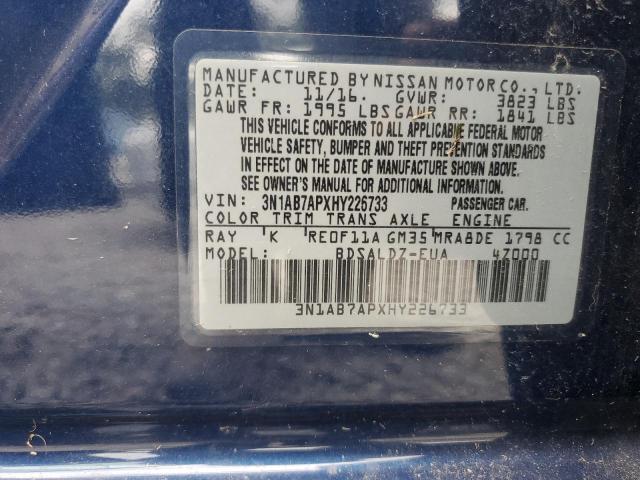 MANUFACTURED BY NISSAN MOTOR CO., LTD.
DATE: 11/16. GVWR: 3823 LBS
GAWR FR: 1995 LBS GAWR RR: 1841 LBS
THIS VEHICLE CONFORMS TO ALL APPLICABLE FEDERAL MOTOR
VEHICLE SAFETY, BUMPER AND THEFT PREVENTION STANDARDS
IN EFFECT ON THE DATE OF MANUFACTURE SHOWN ABOVE.
SEE OWNER'S MANUAL FOR ADDITIONAL INFORMATION.
VIN: 3N1AB7APXHY226733 PASSENGER CAR.
COLOR TRIM TRANS AXLE ENGINE
RAY K RE0F11A GM35 MRA8DE 1798 CC
MODEL: BDSALDZ-EUA 4Z000
3N1AB7APXHY226733